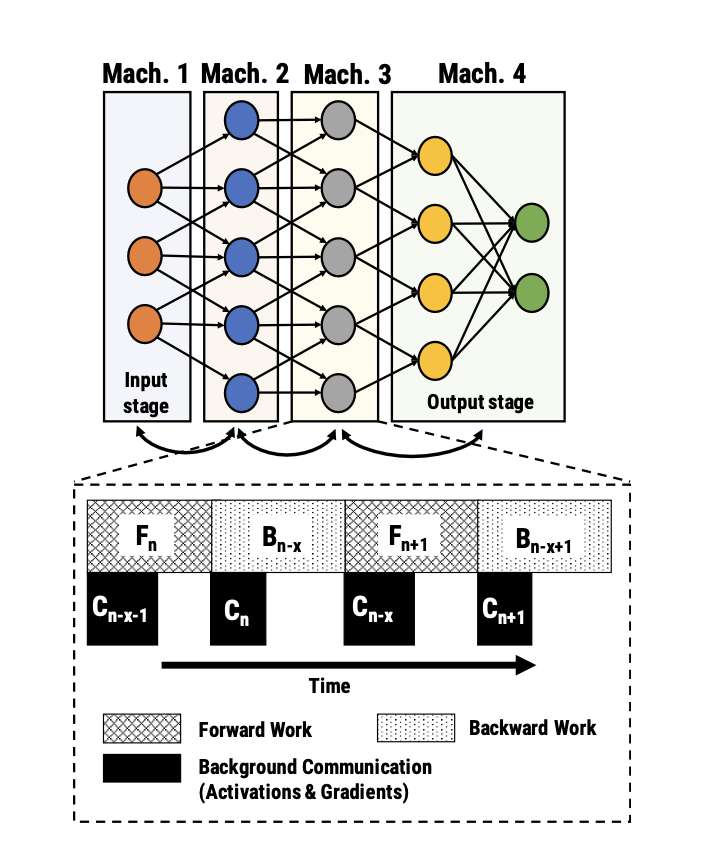 Mach. 1 Mach. 2 Mach. 3 Mach. 4
Input
stage
Output stage
Fn Bn-x Fn+1 Bn-x+1
Cn-x-1 Cn Cn-x Cn+1
Time
Forward Work Backward Work
Background Communication
(Activations & Gradients)